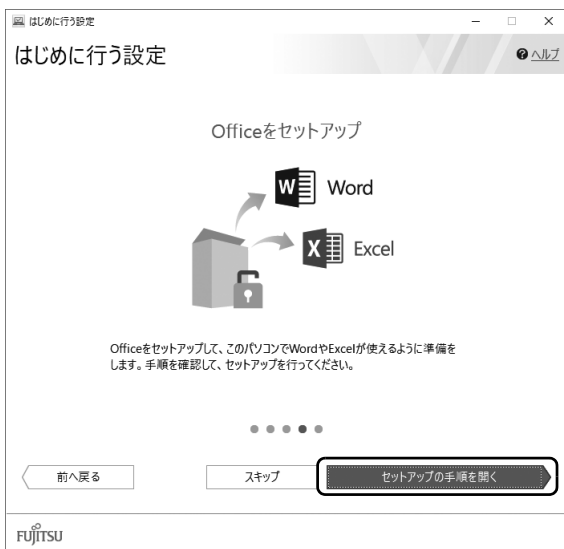 はじめに行う設定
はじめに行う設定
ヘルプ
Officeをセットアップ
W Word
X Excel
Officeをセットアップして、このパソコンでWordやExcelが使えるように準備を
します。手順を確認して、セットアップを行ってください。
前へ戻る
スキップ
セットアップの手順を開く
FUJITSU